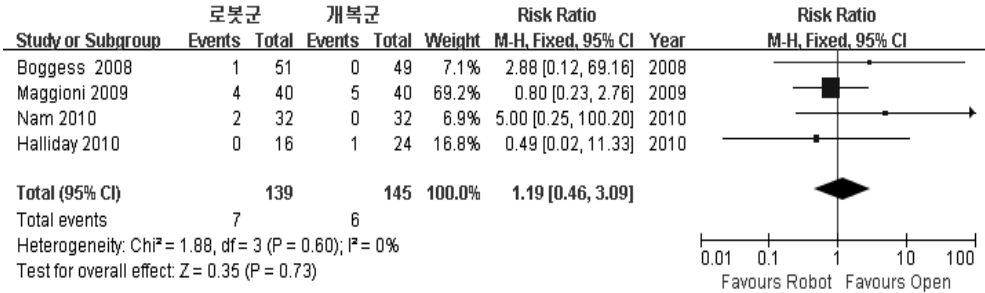 로봇군 개복군 Risk Ratio Risk Ratio
Study or Subgroup Events Total Events Total Weight M-H, Fixed, 95% CI Year M-H, Fixed, 95% CI
Boggess 2008 1 51 0 49 7.1% 2.88 [0.12, 69.16] 2008
Maggioni 2009 4 40 5 40 69.2% 0.80 [0.23, 2.76] 2009
Nam 2010 2 32 0 32 6.9% 5.00 [0.25, 100.20] 2010
Halliday 2010 0 16 1 24 16.8% 0.49 [0.02, 11.33] 2010
Total (95% CI) 139 145 100.0% 1.19 [0.46, 3.09]
Total events 7 6
Heterogeneity: Chi² = 1.88, df = 3 (P = 0.60); I² = 0%
Test for overall effect: Z = 0.35 (P = 0.73)
0.01 0.1 1 10 100
Favours Robot Favours Open